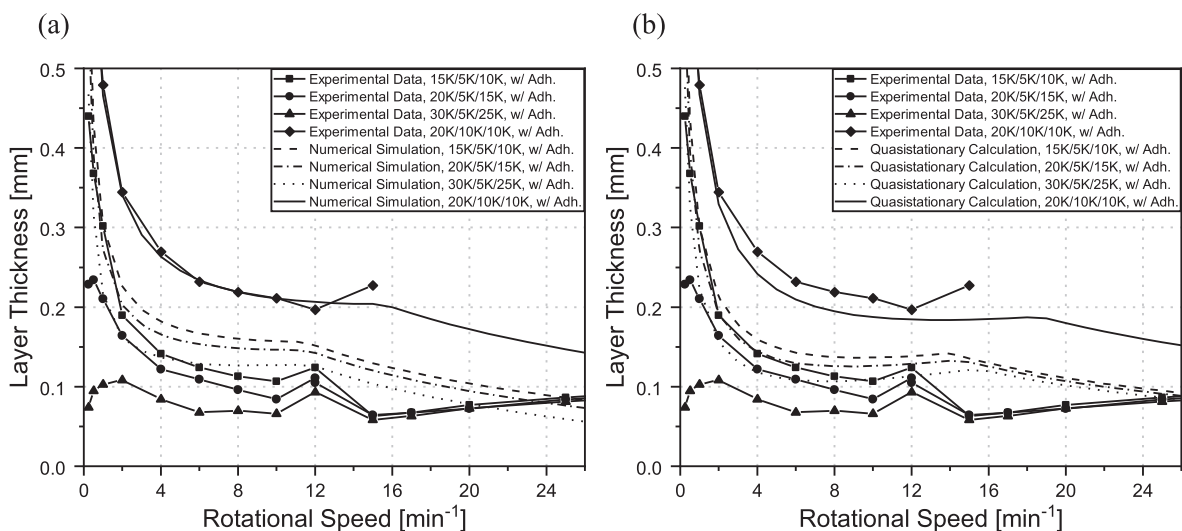 (a)
Layer Thickness [mm]
0.5
0.4
0.3
0.2
0.1
0.0
Experimental Data, 15K/5K/10K, w/ Adh.
Experimental Data, 20K/5K/15K, w/ Adh.
Experimental Data, 30K/5K/25K, w/ Adh.
Experimental Data, 20K/10K/10K, w/ Adh.
Numerical Simulation, 15K/5K/10K, w/ Adh.
Numerical Simulation, 20K/5K/15K, w/ Adh.
Numerical Simulation, 30K/5K/25K, w/ Adh.
Numerical Simulation, 20K/10K/10K, w/ Adh.
0 4 8 12 16 20 24
Rotational Speed [min⁻¹]
(b)
Layer Thickness [mm]
0.5
0.4
0.3
0.2
0.1
0.0
Experimental Data, 15K/5K/10K, w/ Adh.
Experimental Data, 20K/5K/15K, w/ Adh.
Experimental Data, 30K/5K/25K, w/ Adh.
Experimental Data, 20K/10K/10K, w/ Adh.
Quasistationary Calculation, 15K/5K/10K, w/ Adh.
Quasistationary Calculation, 20K/5K/15K, w/ Adh.
Quasistationary Calculation, 30K/5K/25K, w/ Adh.
Quasistationary Calculation, 20K/10K/10K, w/ Adh.
0 4 8 12 16 20 24
Rotational Speed [min⁻¹]